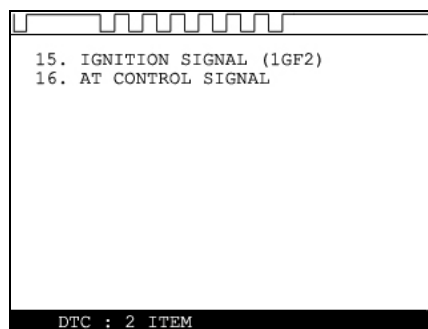 15. IGNITION SIGNAL (1GF2)
16. AT CONTROL SIGNAL
DTC : 2 ITEM